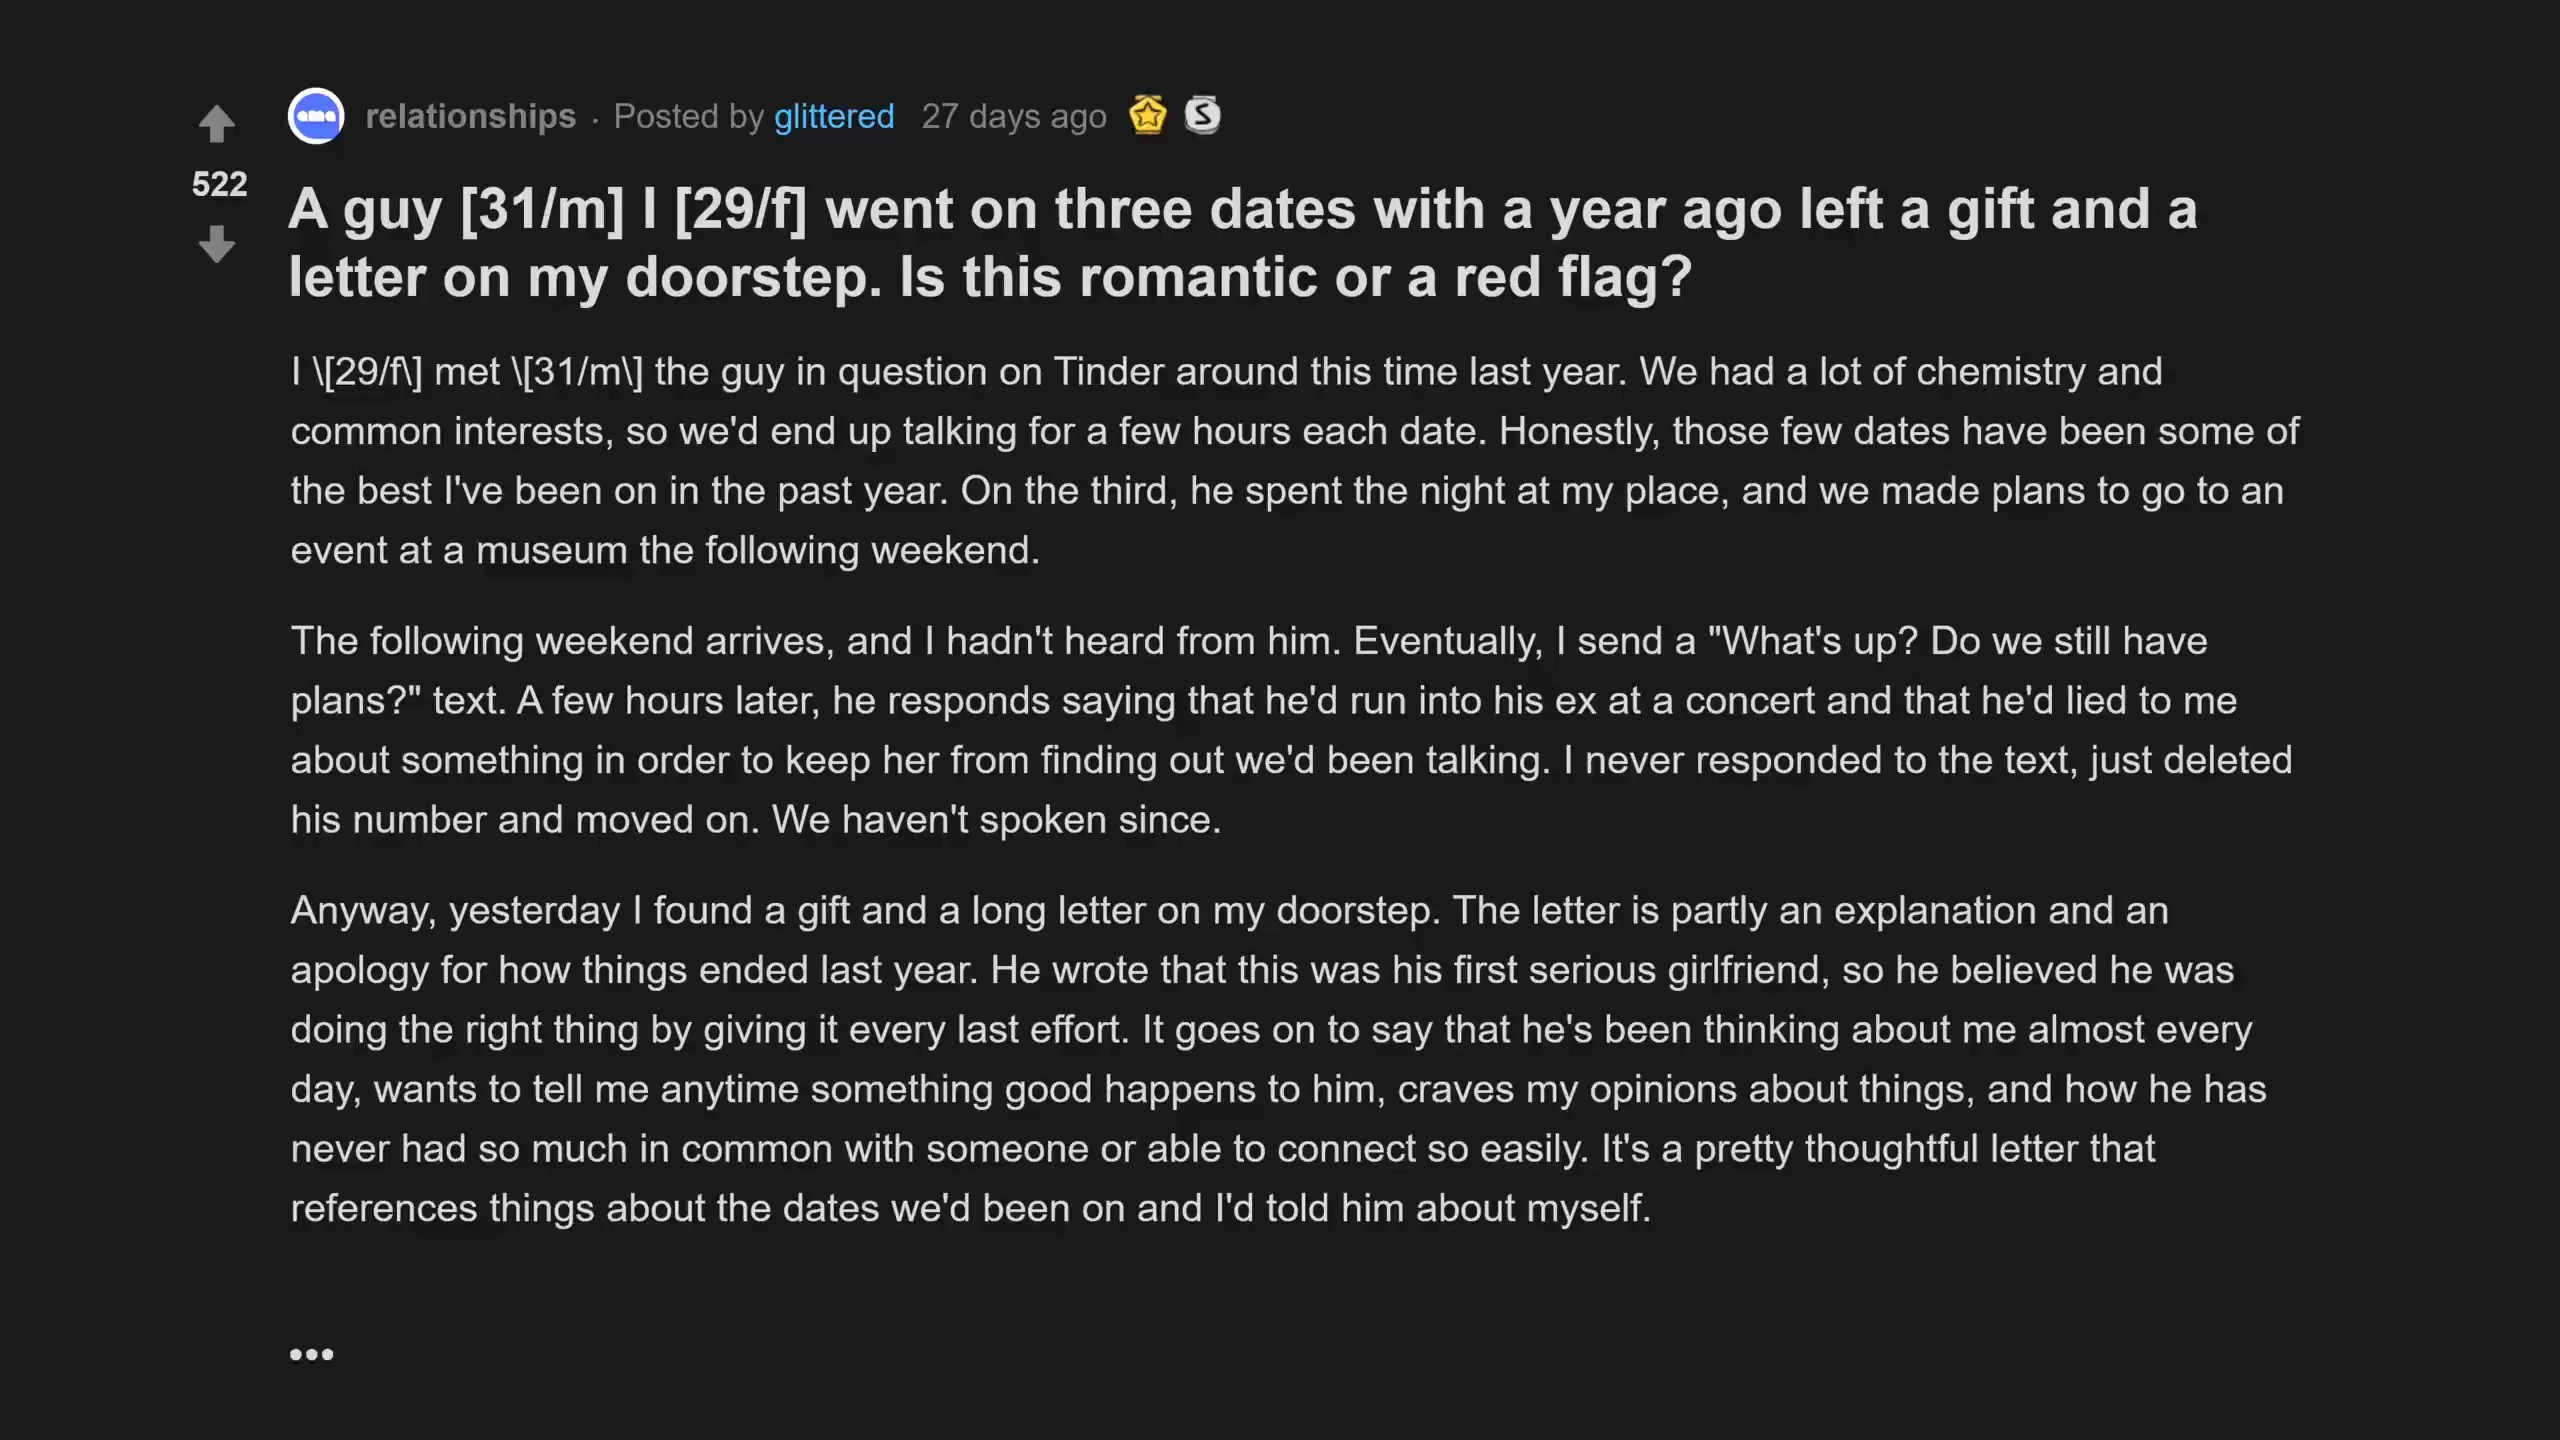 relationships · Posted by glittered 27 days ago
522
A guy [31/m] I [29/f] went on three dates with a year ago left a gift and a
letter on my doorstep. Is this romantic or a red flag?
I \[29/f\] met \[31/m\] the guy in question on Tinder around this time last year. We had a lot of chemistry and
common interests, so we'd end up talking for a few hours each date. Honestly, those few dates have been some of
the best I've been on in the past year. On the third, he spent the night at my place, and we made plans to go to an
event at a museum the following weekend.
The following weekend arrives, and I hadn't heard from him. Eventually, I send a "What's up? Do we still have
plans?" text. A few hours later, he responds saying that he'd run into his ex at a concert and that he'd lied to me
about something in order to keep her from finding out we'd been talking. I never responded to the text, just deleted
his number and moved on. We haven't spoken since.
Anyway, yesterday I found a gift and a long letter on my doorstep. The letter is partly an explanation and an
apology for how things ended last year. He wrote that this was his first serious girlfriend, so he believed he was
doing the right thing by giving it every last effort. It goes on to say that he's been thinking about me almost every
day, wants to tell me anytime something good happens to him, craves my opinions about things, and how he has
never had so much in common with someone or able to connect so easily. It's a pretty thoughtful letter that
references things about the dates we'd been on and I'd told him about myself.
•••